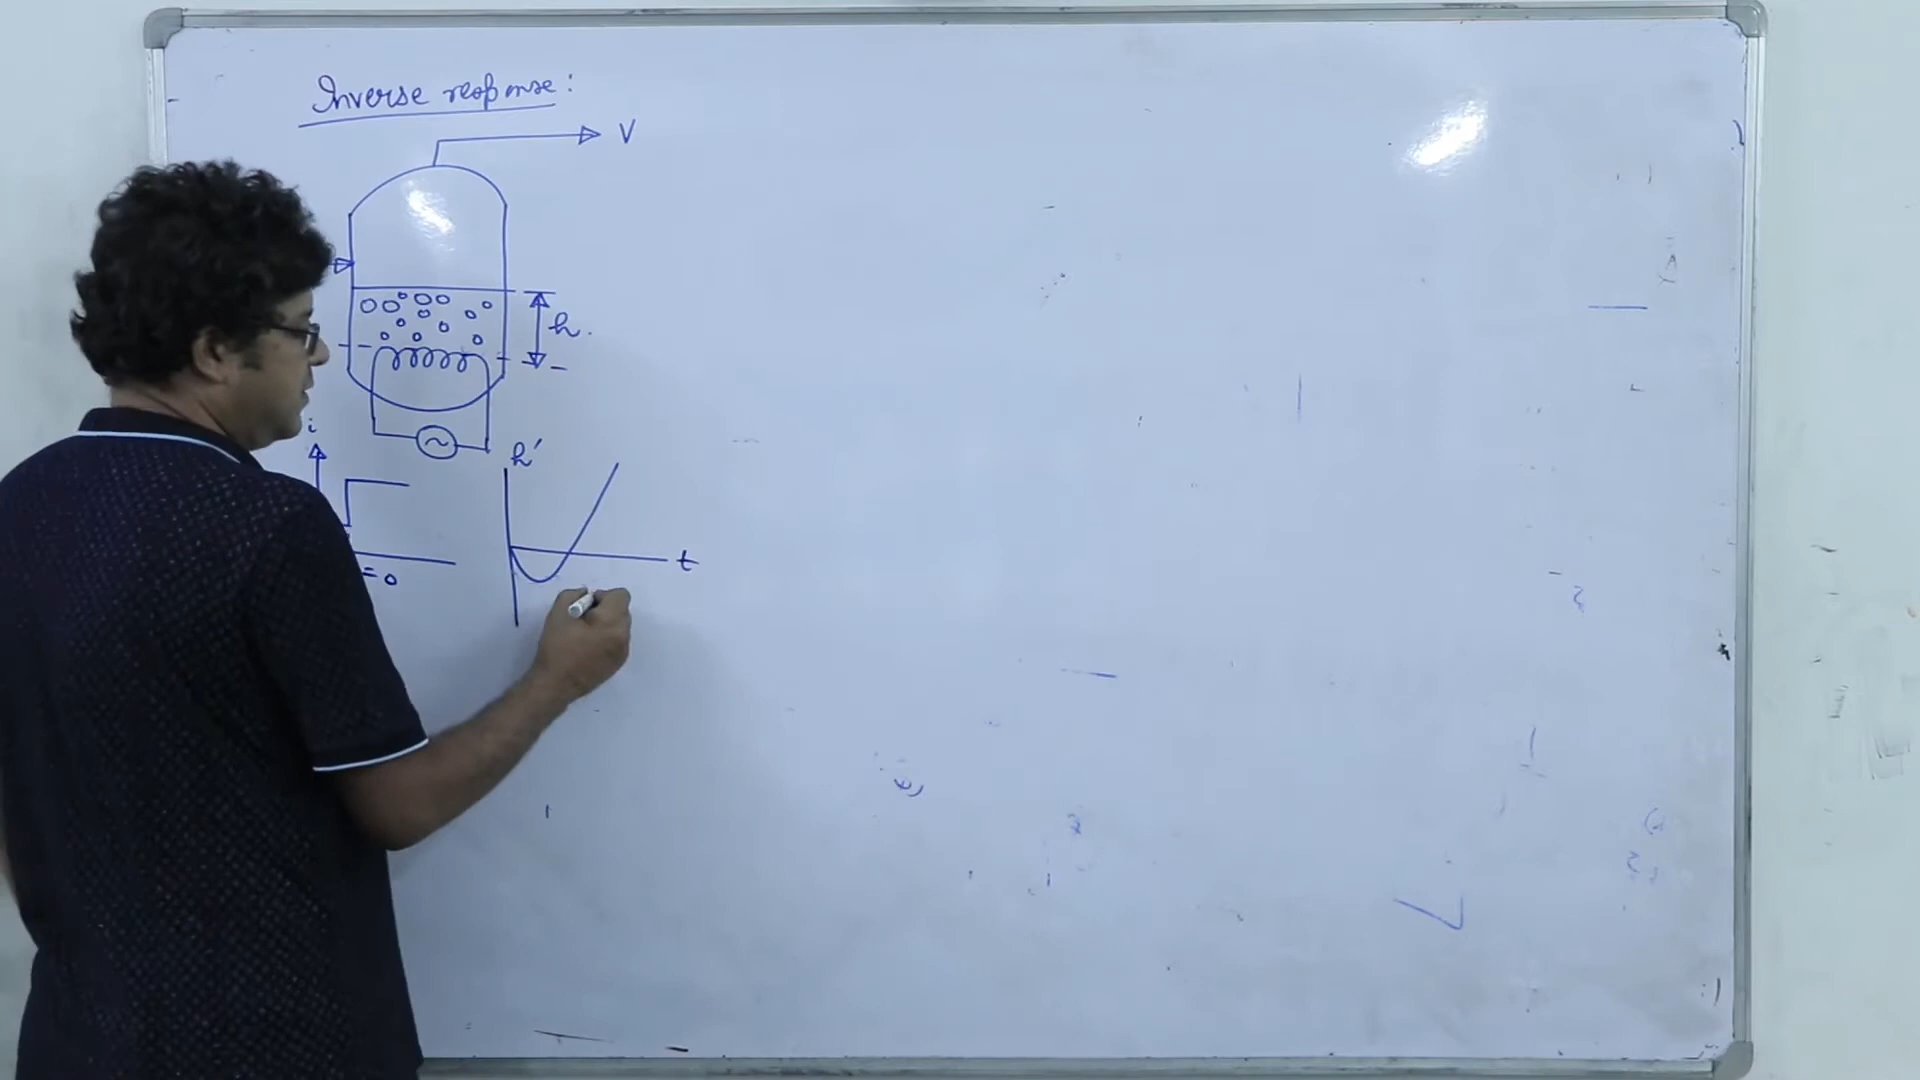 Inverse response:
V
h.
~
i
h'
t
= 0